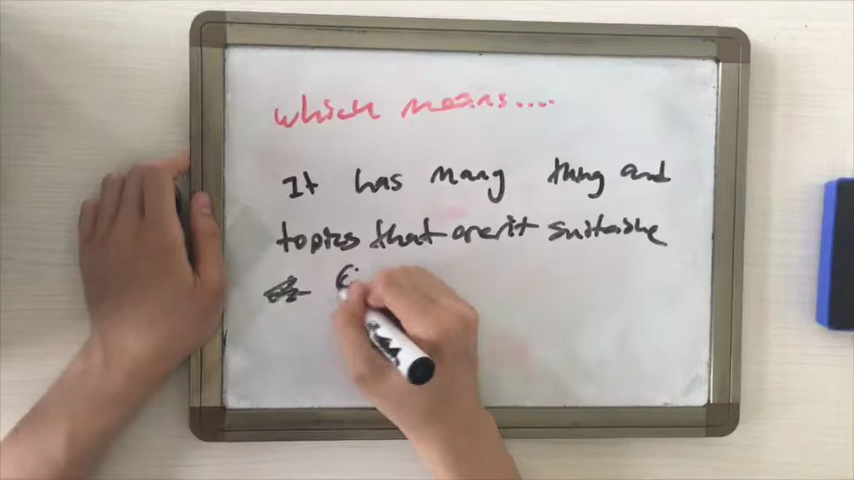 which means....
It has many thing and
topics that aren't suitable